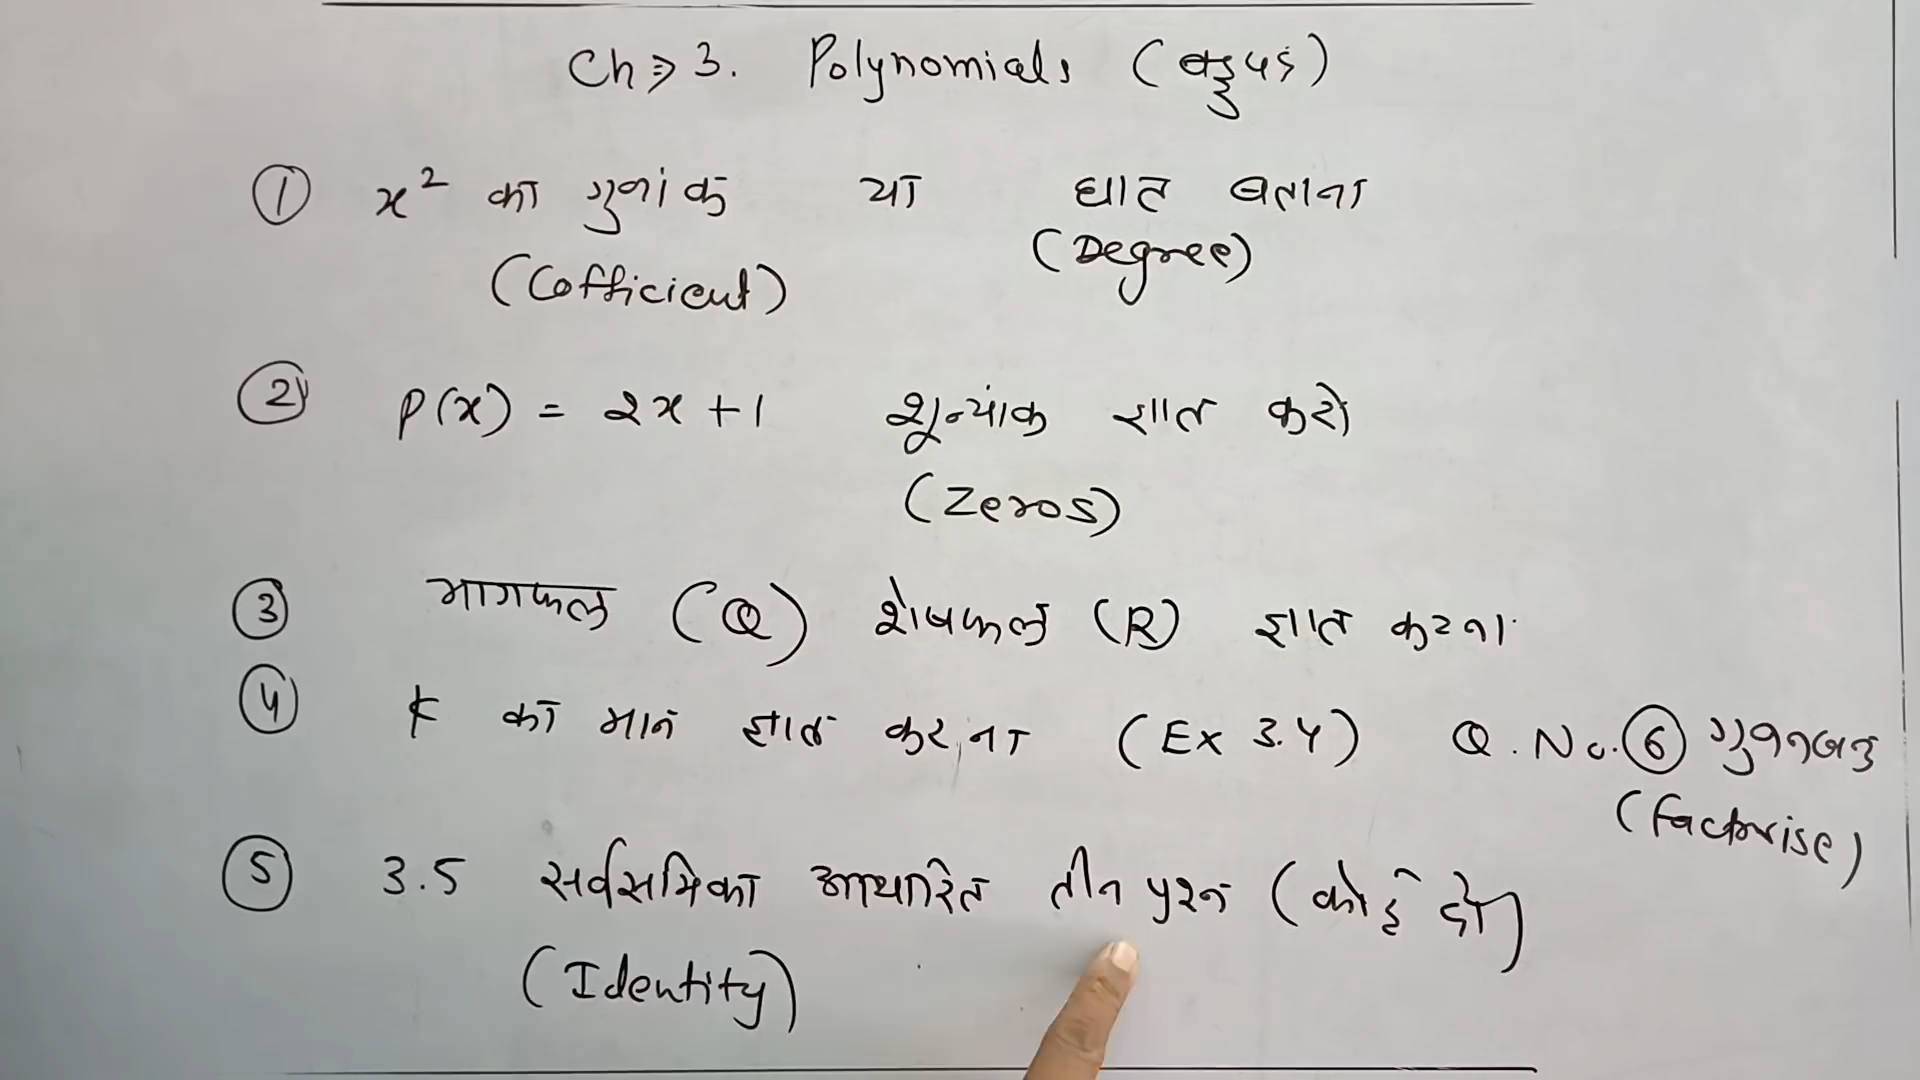 Ch⇒ 3. Polynomials (बहुपद)
① x² का गुनांक या घात बताना
(Cofficient) (Degree)
② P(x) = 2x + 1 शून्यांक ज्ञात करो
(Zeros)
③ भागफल (Q) शेषफल (R) ज्ञात करना
④ K का मान ज्ञात करना (Ex 3.4) Q. No. ⑥ गुणनखंड
(factorise)
⑤ 3.5 सर्वसमिका आधारित तीन प्रश्न (कोई दो)
(Identity)